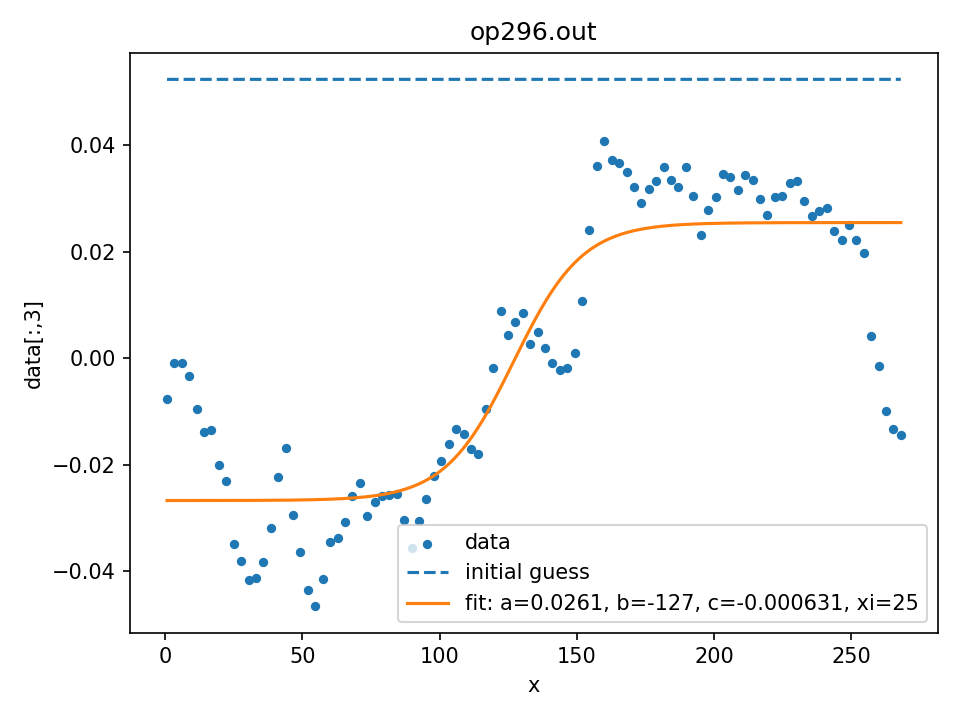 op296.out
0.04
0.02
0.00
−0.02
−0.04
data[:,3]
data
initial guess
fit: a=0.0261, b=-127, c=-0.000631, xi=25
0 50 100 150 200 250
x